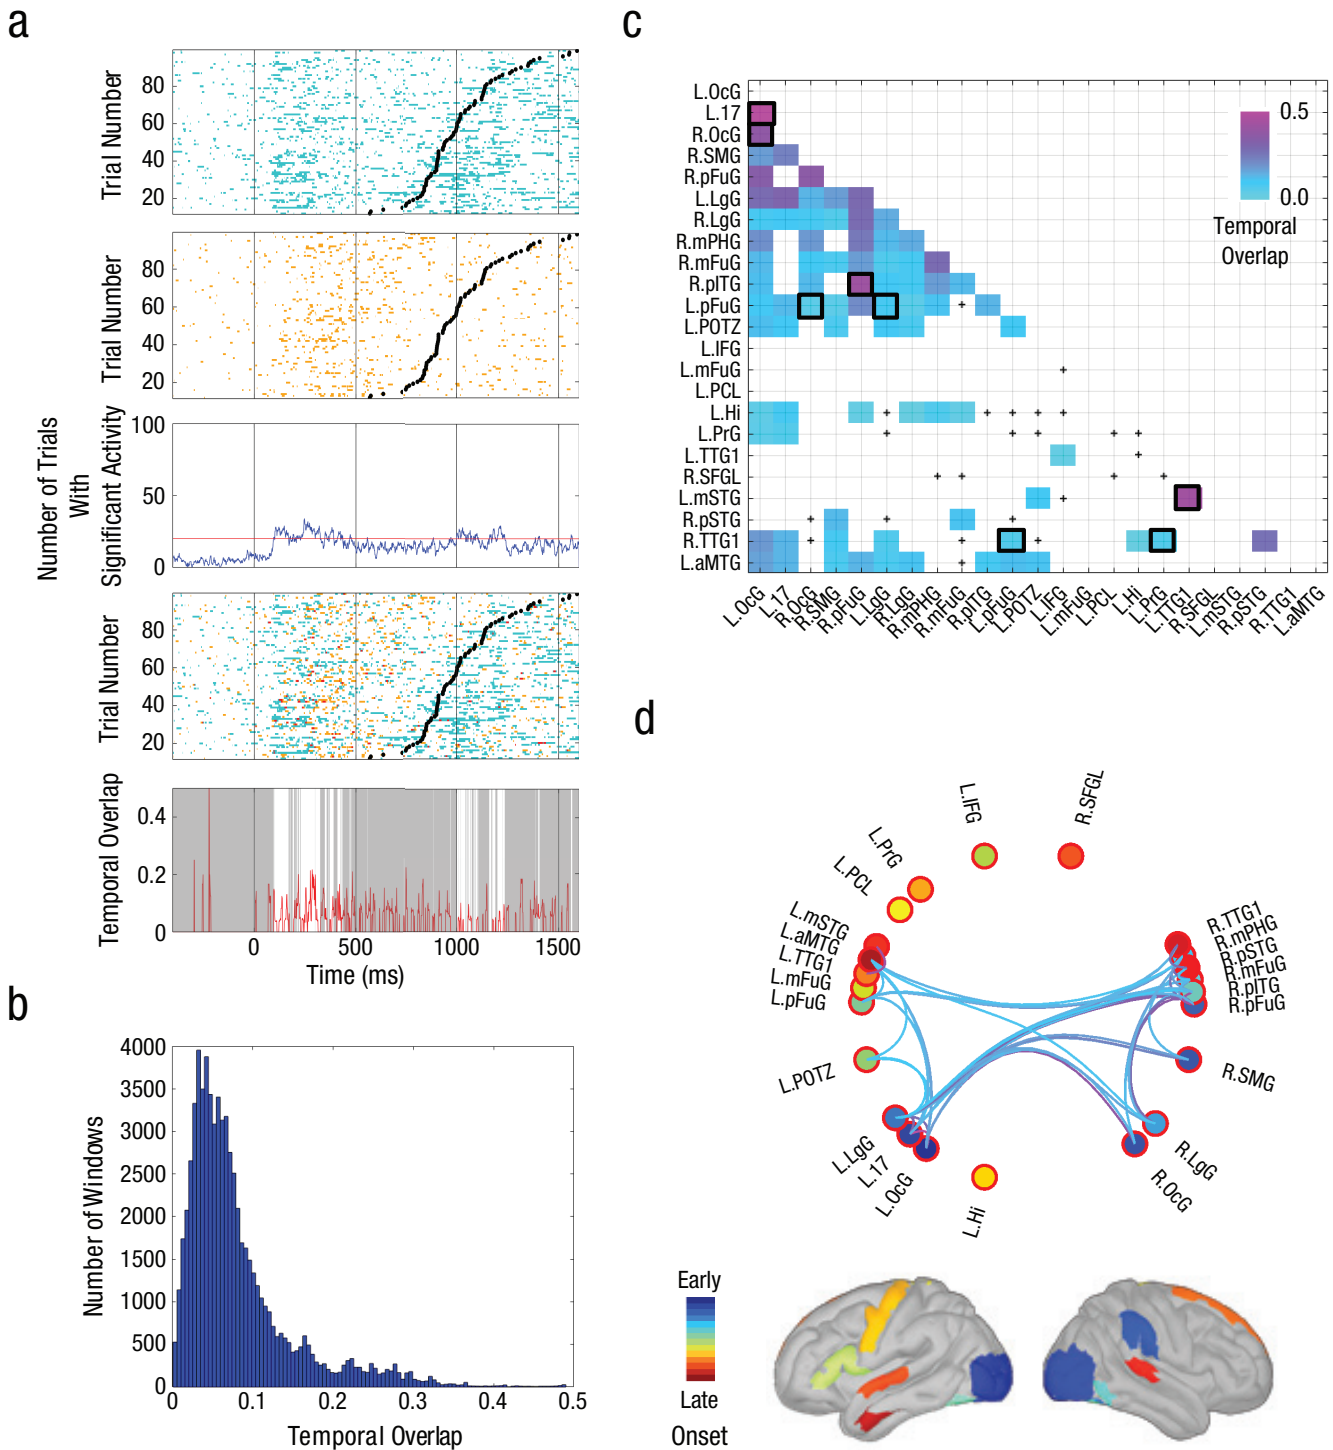 a
Trial Number
80
60
40
20
Trial Number
80
60
40
20
Number of Trials
With
Significant Activity
100
50
0
Trial Number
80
60
40
20
Temporal Overlap
0.4
0.2
0
0
500
1000
1500
Time (ms)
b
Number of Windows
4000
3500
3000
2500
2000
1500
1000
500
0
0
0.1
0.2
0.3
0.4
0.5
Temporal Overlap
c
L.OcG
L.17
R.OcG
R.SMG
R.pFuG
L.LgG
R.LgG
R.mPHG
R.mFuG
R.pITG
L.pFuG
L.POTZ
L.IFG
L.mFuG
L.PCL
L.Hi
L.PrG
L.TTG1
R.SFGL
L.mSTG
R.pSTG
R.TTG1
L.aMTG
L.OcG
L.17
R.OcG
R.SMG
R.pFuG
L.LgG
R.LgG
R.mPHG
R.mFuG
R.pITG
L.pFuG
L.POTZ
L.IFG
L.mFuG
L.PCL
L.Hi
L.PrG
L.TTG1
R.SFGL
L.mSTG
R.pSTG
R.TTG1
L.aMTG
0.5
0.0
Temporal
Overlap
d
L.IFG
R.SFGL
L.PrG
L.PCL
L.mSTG
L.aMTG
L.TTG1
L.mFuG
L.pFuG
L.POTZ
L.LgG
L.17
L.OcG
L.Hi
R.TTG1
R.mPHG
R.pSTG
R.mFuG
R.pITG
R.pFuG
R.SMG
R.LgG
R.OcG
Early
Late
Onset